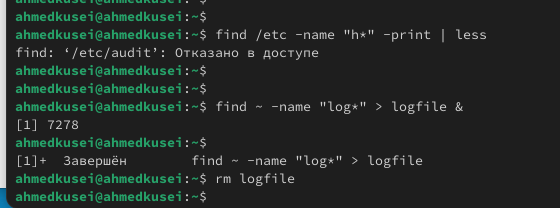 ahmedkusei@ahmedkusei:~$
ahmedkusei@ahmedkusei:~$
ahmedkusei@ahmedkusei:~$ find /etc -name "h*" -print | less
find: ‘/etc/audit’: Отказано в доступе
ahmedkusei@ahmedkusei:~$
ahmedkusei@ahmedkusei:~$
ahmedkusei@ahmedkusei:~$ find ~ -name "log*" > logfile &
[1] 7278
ahmedkusei@ahmedkusei:~$
[1]+  Завершён        find ~ -name "log*" > logfile
ahmedkusei@ahmedkusei:~$ rm logfile
ahmedkusei@ahmedkusei:~$